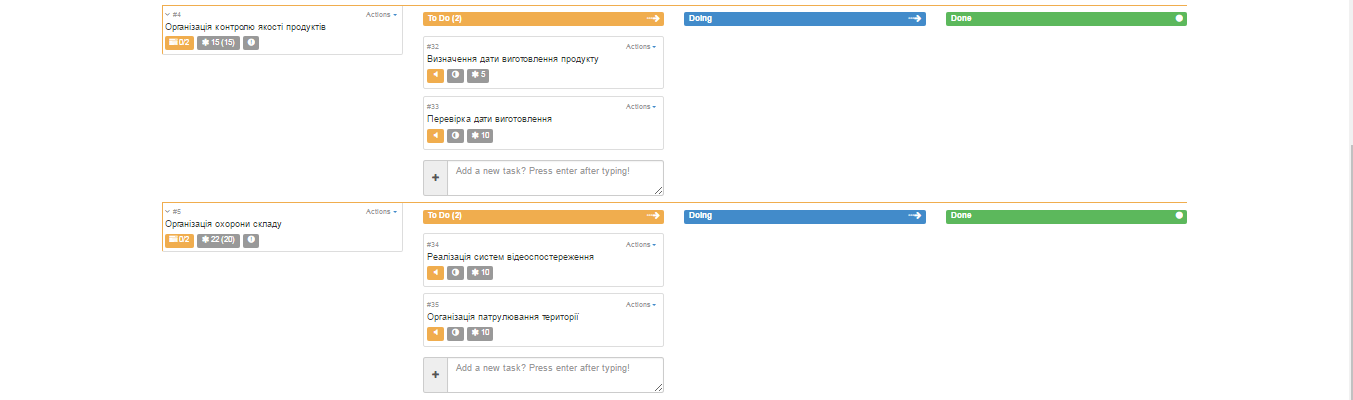 #4 Actions
Організація контролю якості продуктів
0/2 15 (15)
To Do (2)
Doing
Done
#32 Actions
Визначення дати виготовлення продукту
5
#33 Actions
Перевірка дати виготовлення
10
Add a new task? Press enter after typing!
#5 Actions
Організація охорони складу
0/2 22 (20)
To Do (2)
Doing
Done
#34 Actions
Реалізація систем відеоспостереження
10
#35 Actions
Організація патрулювання території
10
Add a new task? Press enter after typing!